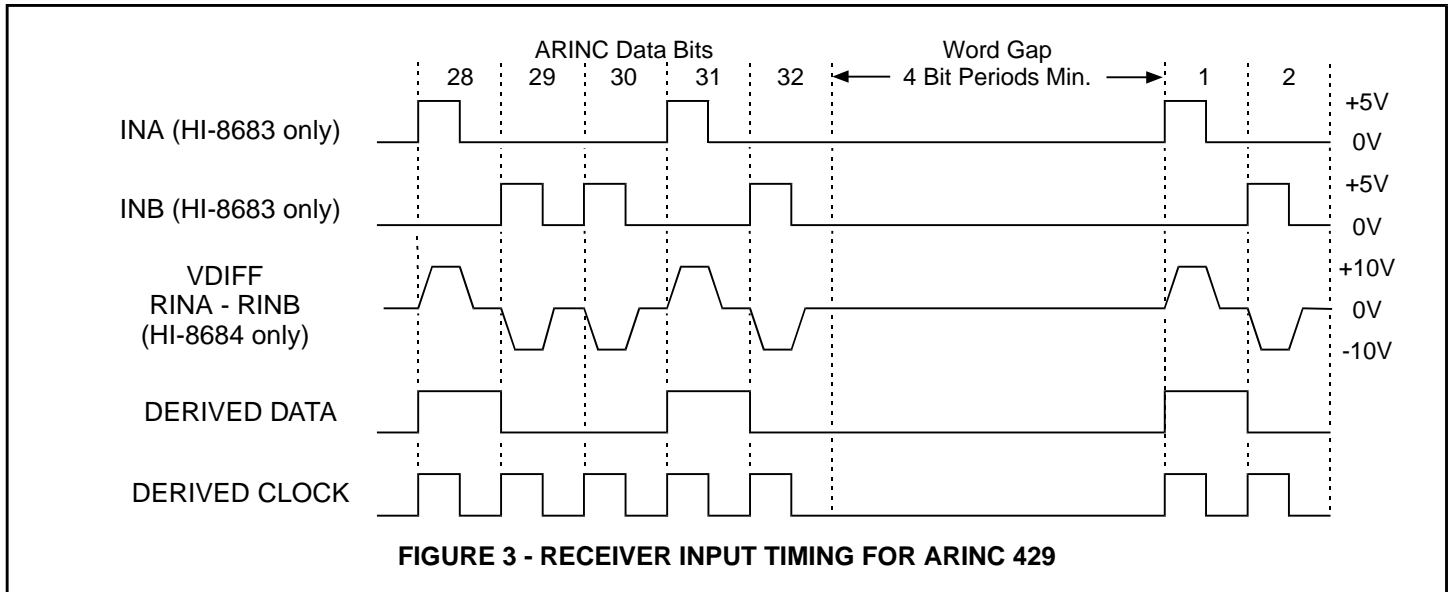 ARINC Data Bits
Word Gap
28 29 30 31 32 4 Bit Periods Min. 1 2
INA (HI-8683 only)
+5V
0V
INB (HI-8683 only)
+5V
0V
VDIFF
RINA - RINB
(HI-8684 only)
+10V
0V
-10V
DERIVED DATA
DERIVED CLOCK
FIGURE 3 - RECEIVER INPUT TIMING FOR ARINC 429